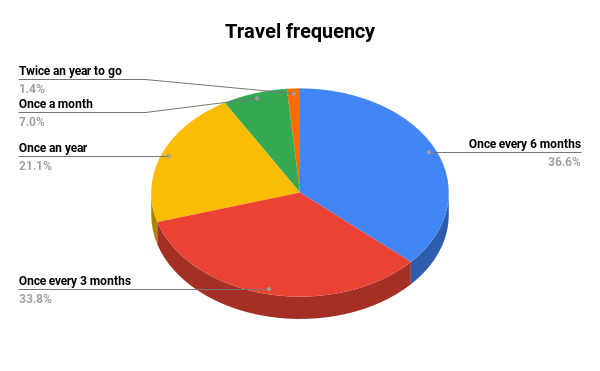 Travel frequency
Twice an year to go
1.4%
Once a month
7.0%
Once an year
21.1%
Once every 3 months
33.8%
Once every 6 months
36.6%